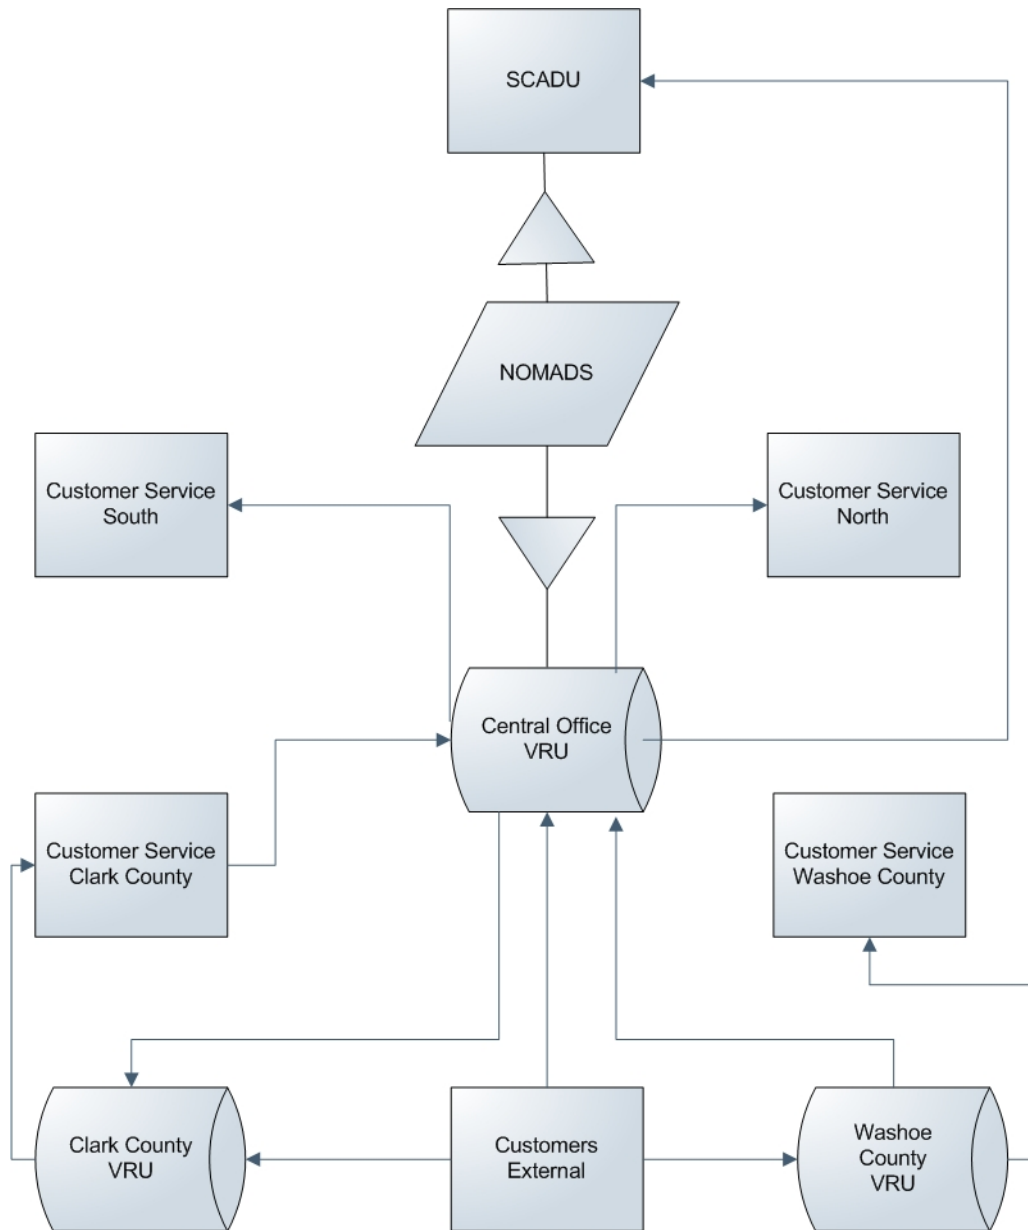 SCADU
NOMADS
Customer Service
South
Customer Service
North
Central Office
VRU
Customer Service
Clark County
Customer Service
Washoe County
Clark County
VRU
Customers
External
Washoe
County
VRU